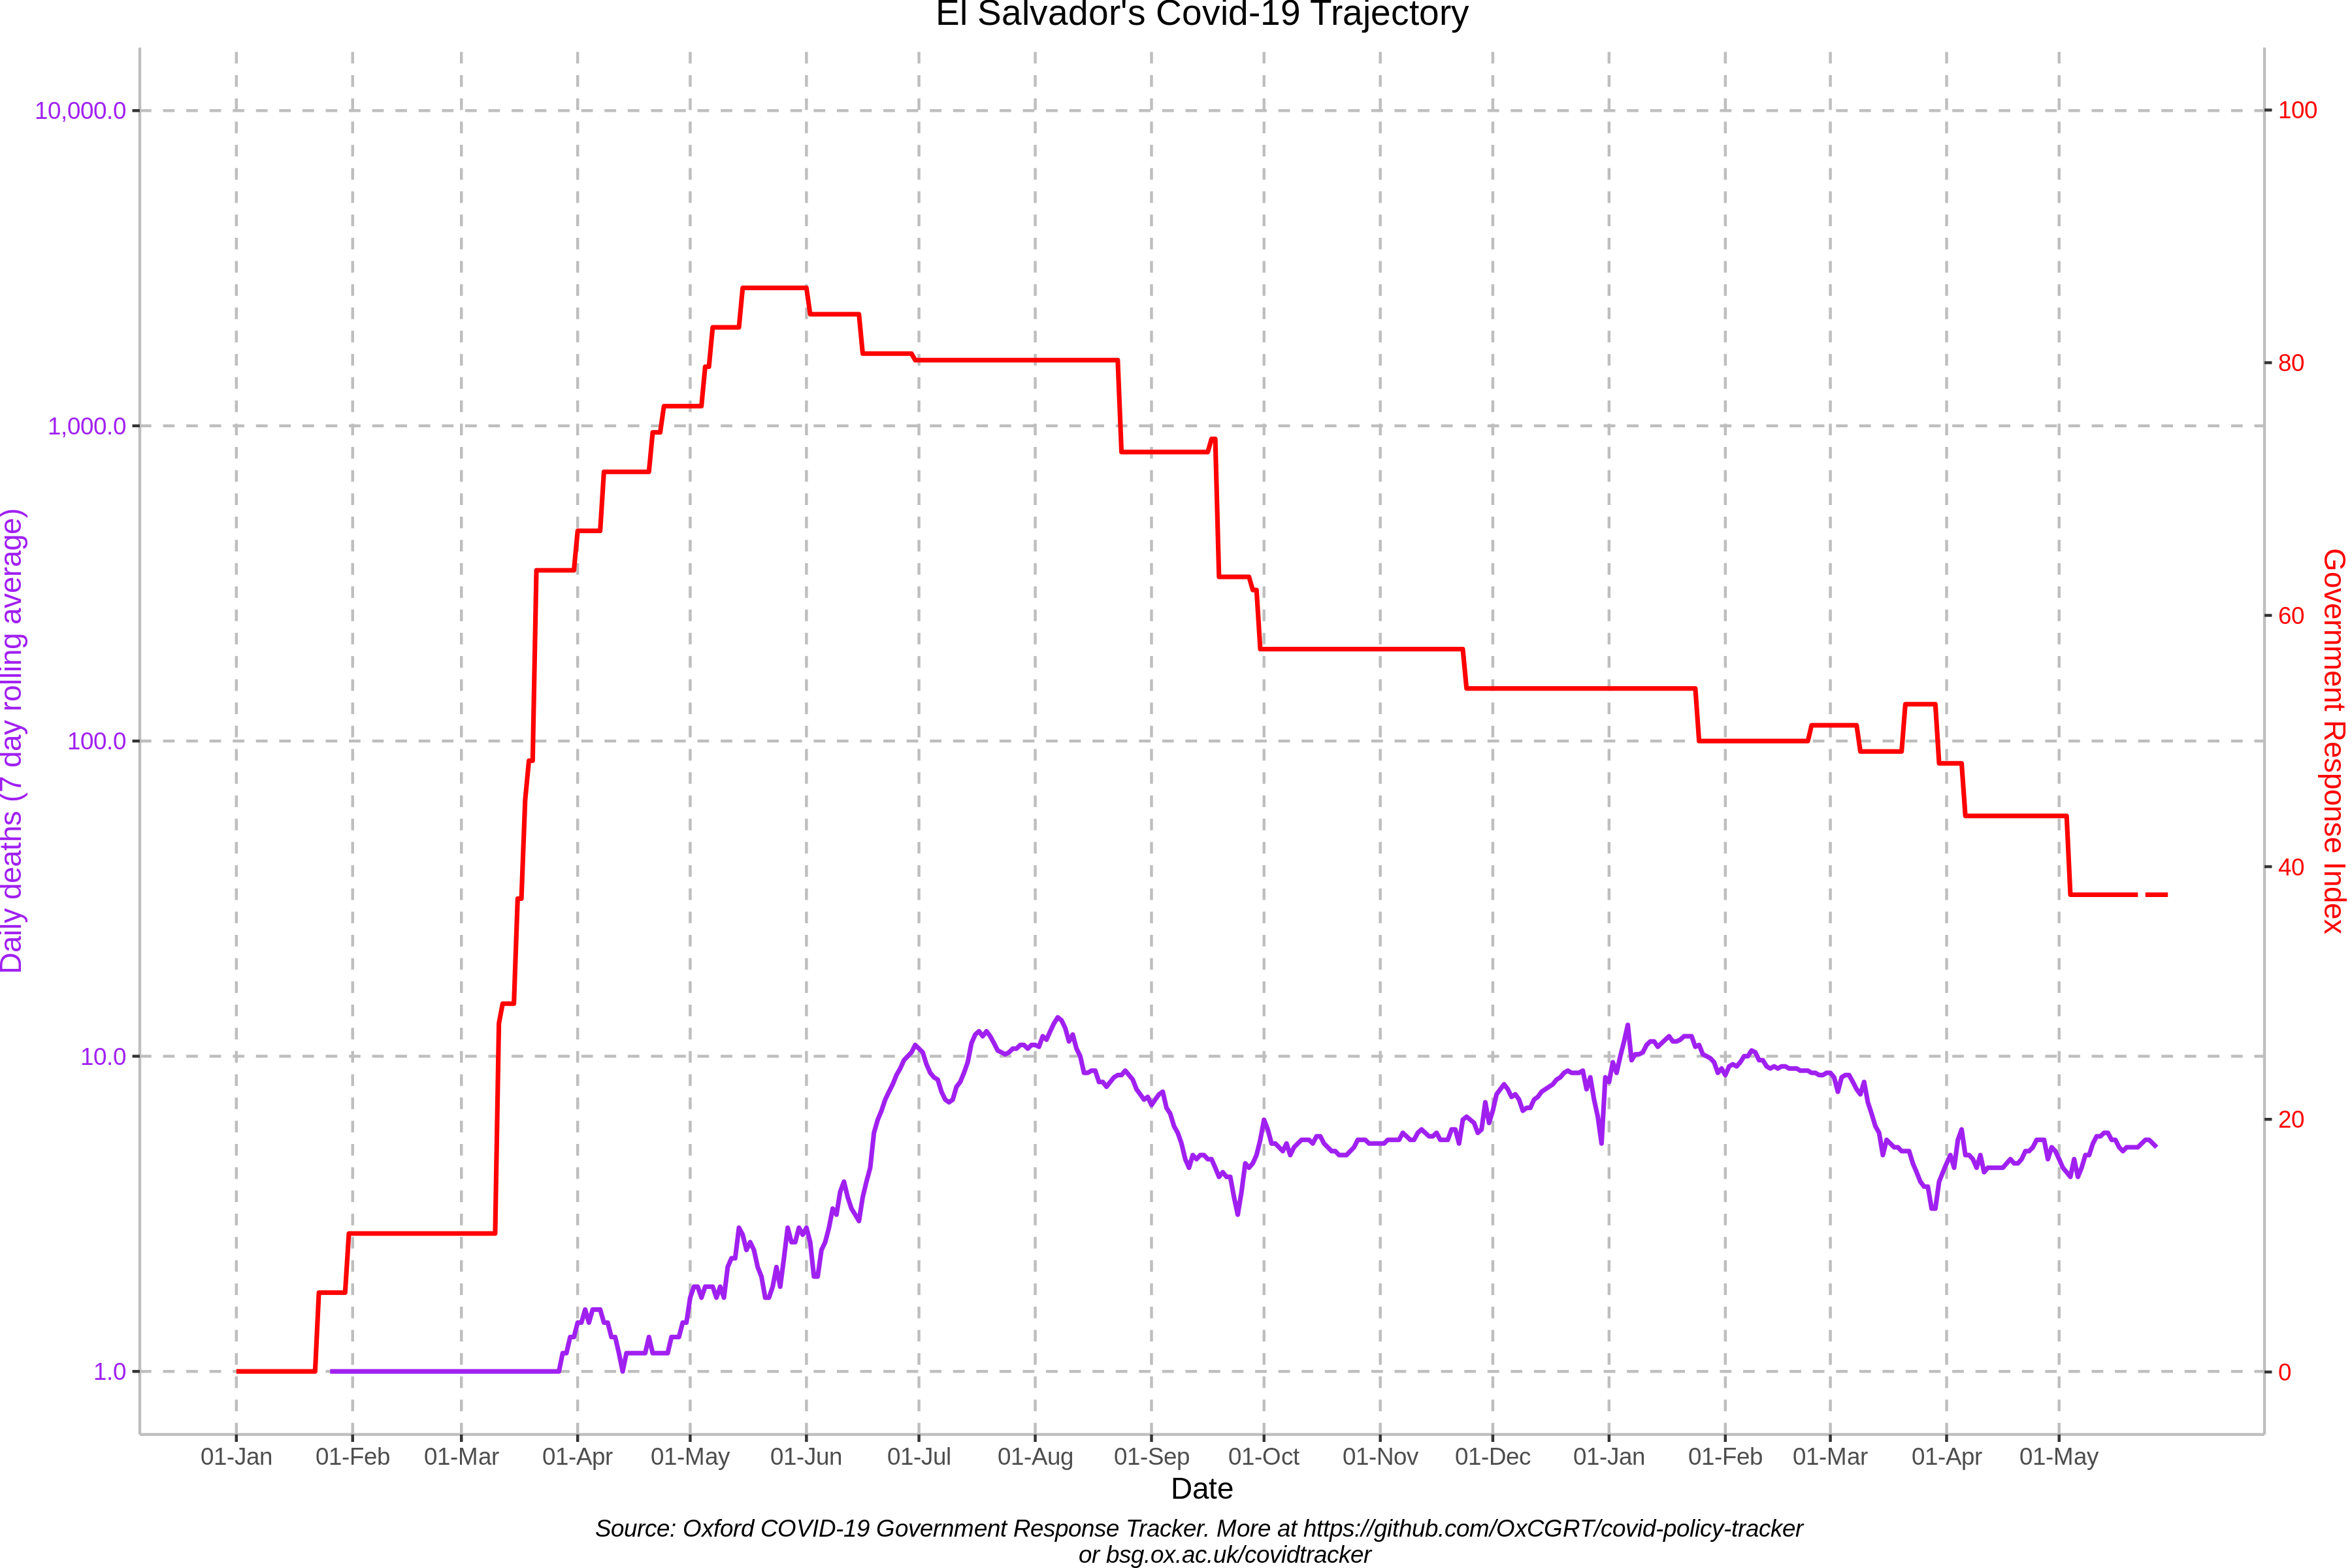 El Salvador's Covid-19 Trajectory
10,000.0
1,000.0
100.0
10.0
1.0
Daily deaths (7 day rolling average)
100
80
60
40
20
0
Government Response Index
01-Jan 01-Feb 01-Mar 01-Apr 01-May 01-Jun 01-Jul 01-Aug 01-Sep 01-Oct 01-Nov 01-Dec 01-Jan 01-Feb 01-Mar 01-Apr 01-May
Date
Source: Oxford COVID-19 Government Response Tracker. More at https://github.com/OxCGRT/covid-policy-tracker
or bsg.ox.ac.uk/covidtracker